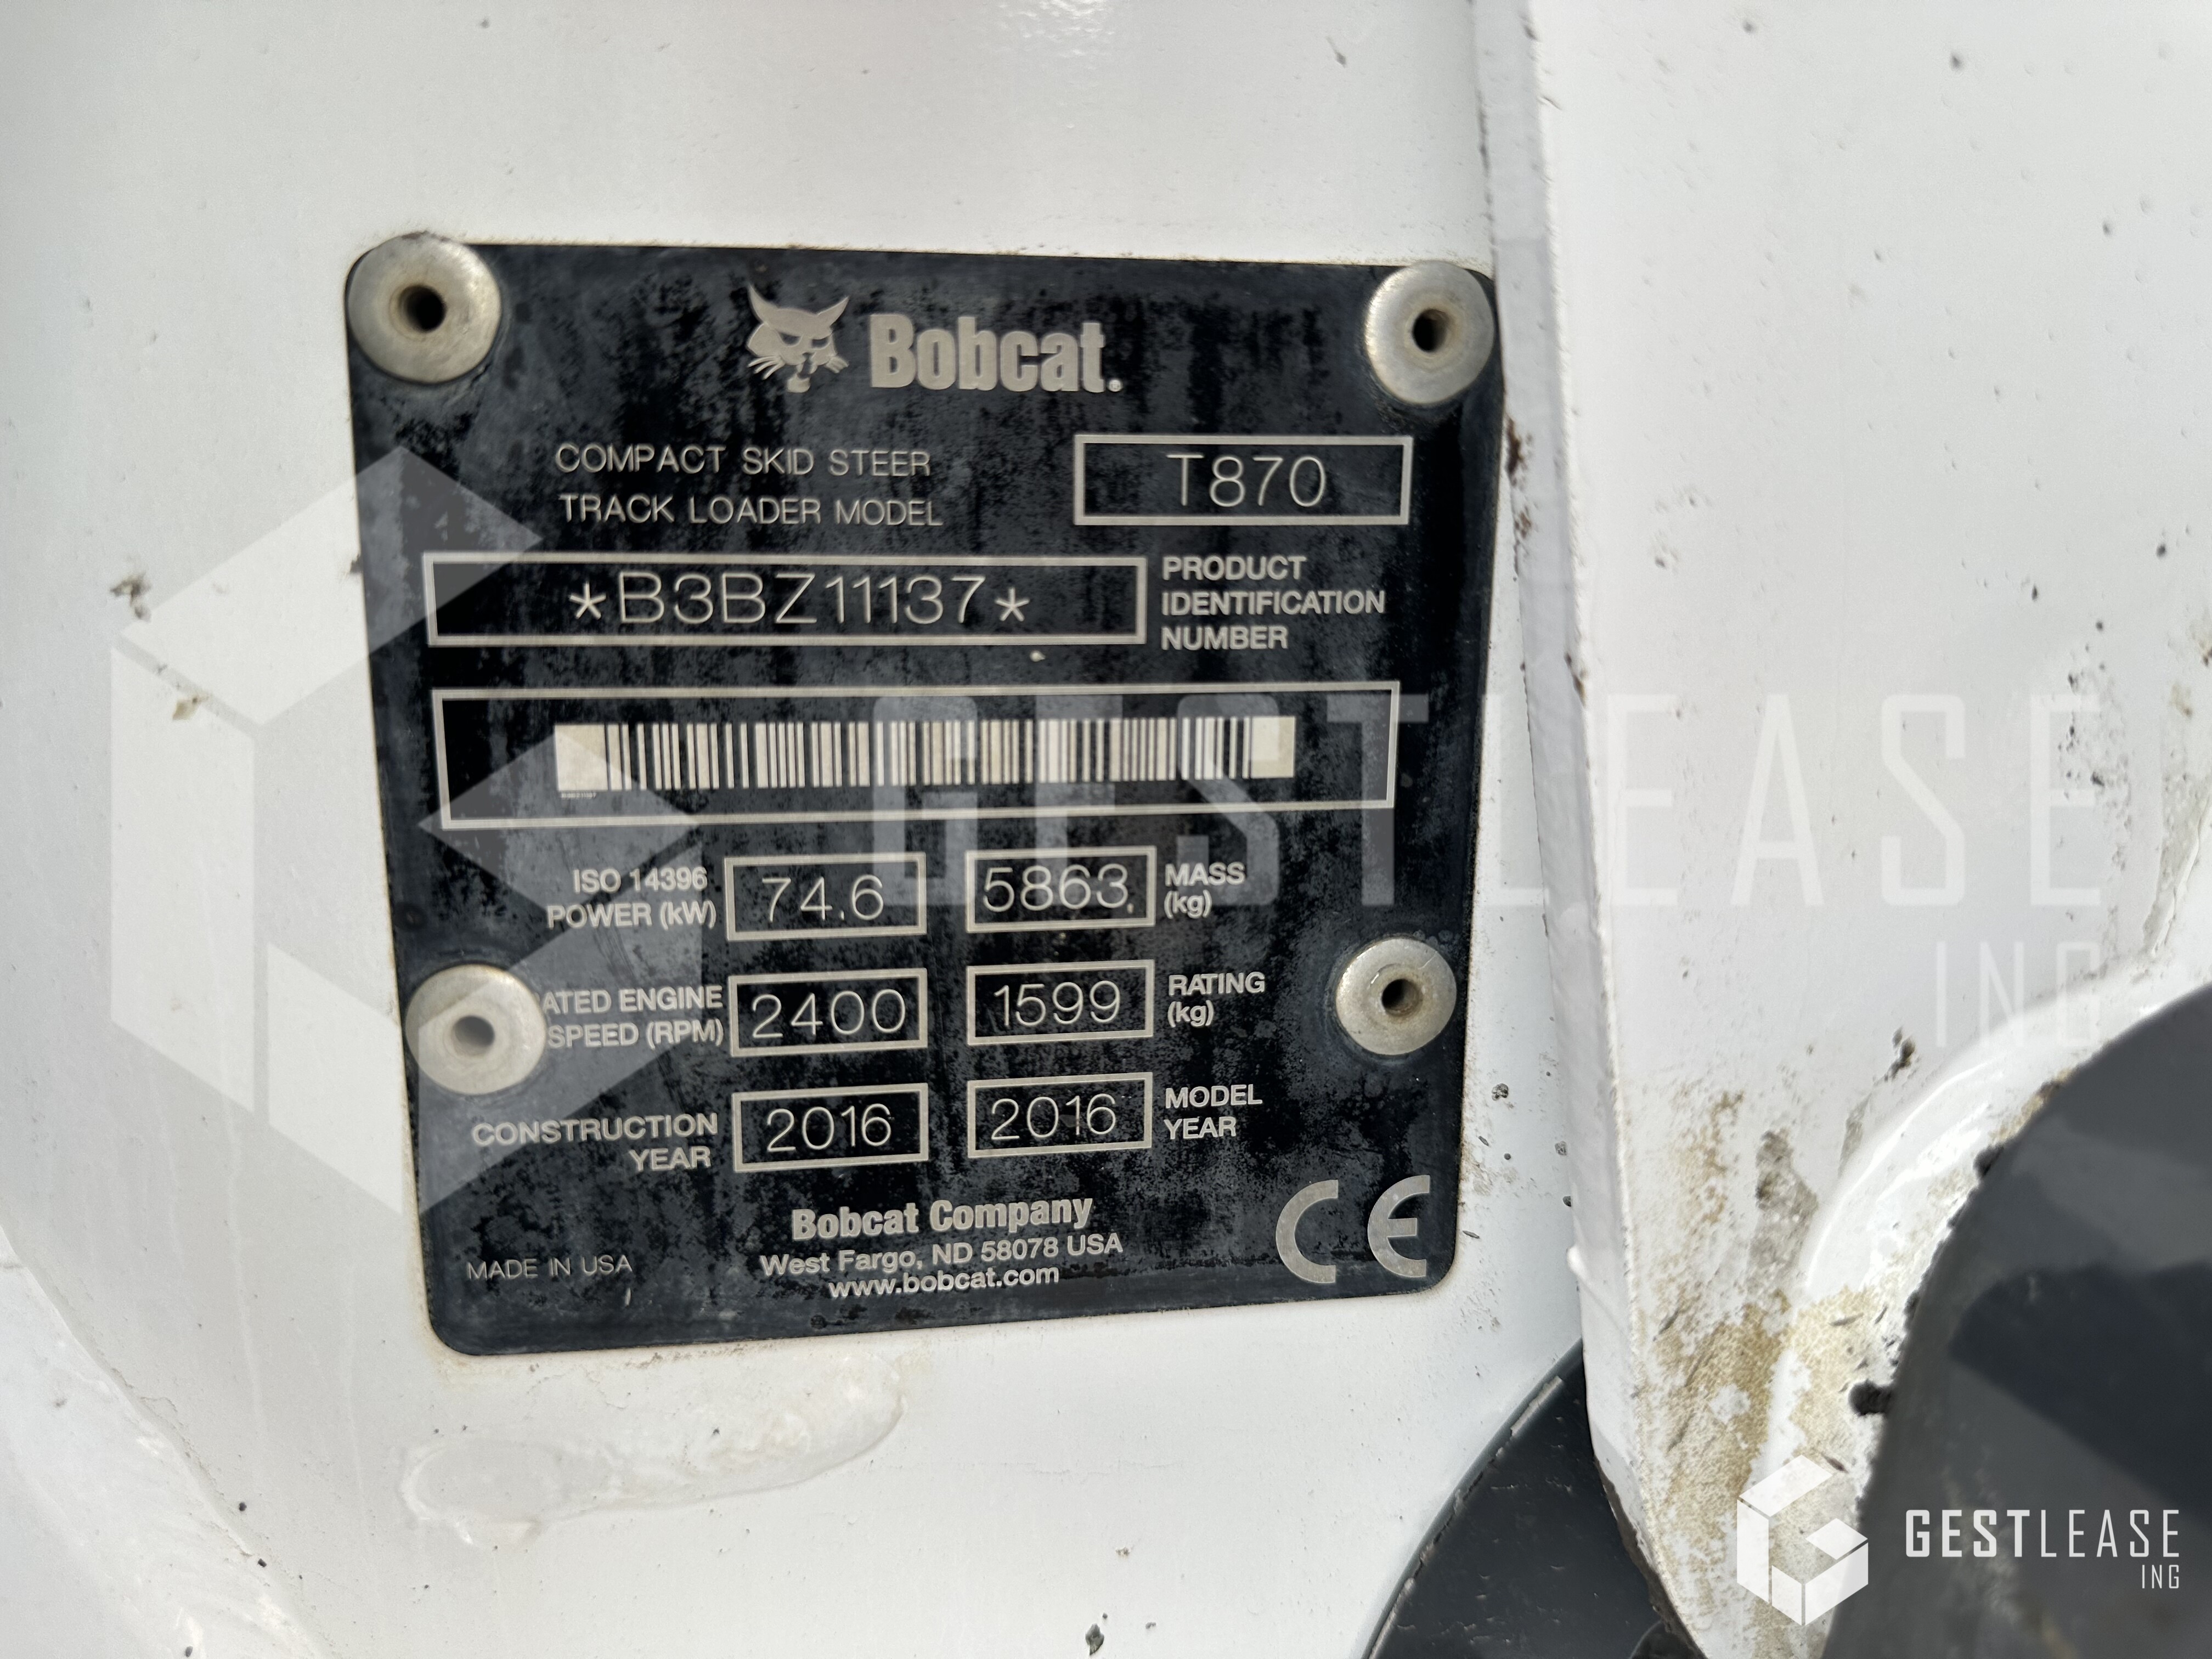 Bobcat.
COMPACT SKID STEER
TRACK LOADER MODEL
T870
*B3BZ11137*
PRODUCT
IDENTIFICATION
NUMBER
ISO 14396
POWER (kW)
74.6
5863
MASS
(kg)
ATED ENGINE
SPEED (RPM)
2400
1599
RATING
(kg)
CONSTRUCTION
YEAR
2016
2016
MODEL
YEAR
Bobcat Company
West Fargo, ND 58078 USA
www.bobcat.com
MADE IN USA
CE
GESTLEASE
ING
GESTLEASE
ING